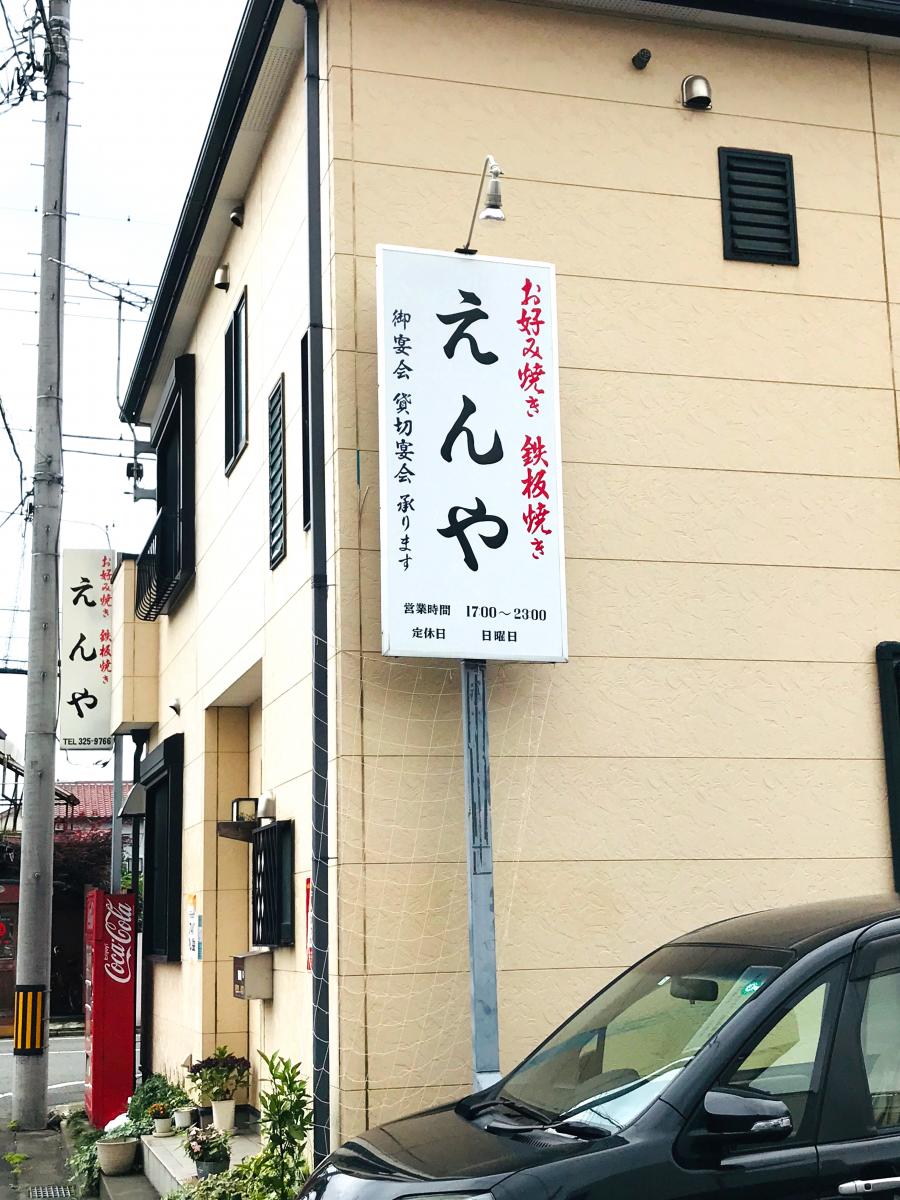 お好み焼き 鉄板焼き
えんや
御宴会 貸切宴会 承ります
営業時間 17:00～23:00
定休日 日曜日
お好み焼き 鉄板焼き
えんや
TEL 325-9766
Coca-Cola